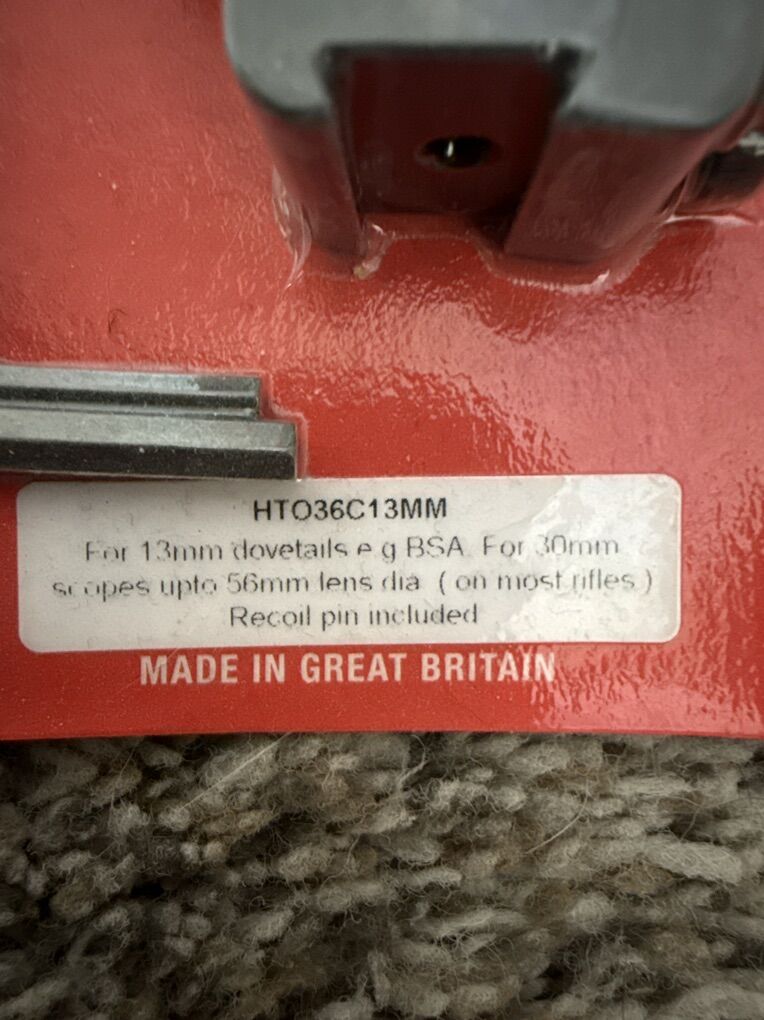 HTO36C13MM
For 13mm dovetails e.g BSA. For 30mm
scopes upto 56mm lens dia. ( on most rifles )
Recoil pin included
MADE IN GREAT BRITAIN